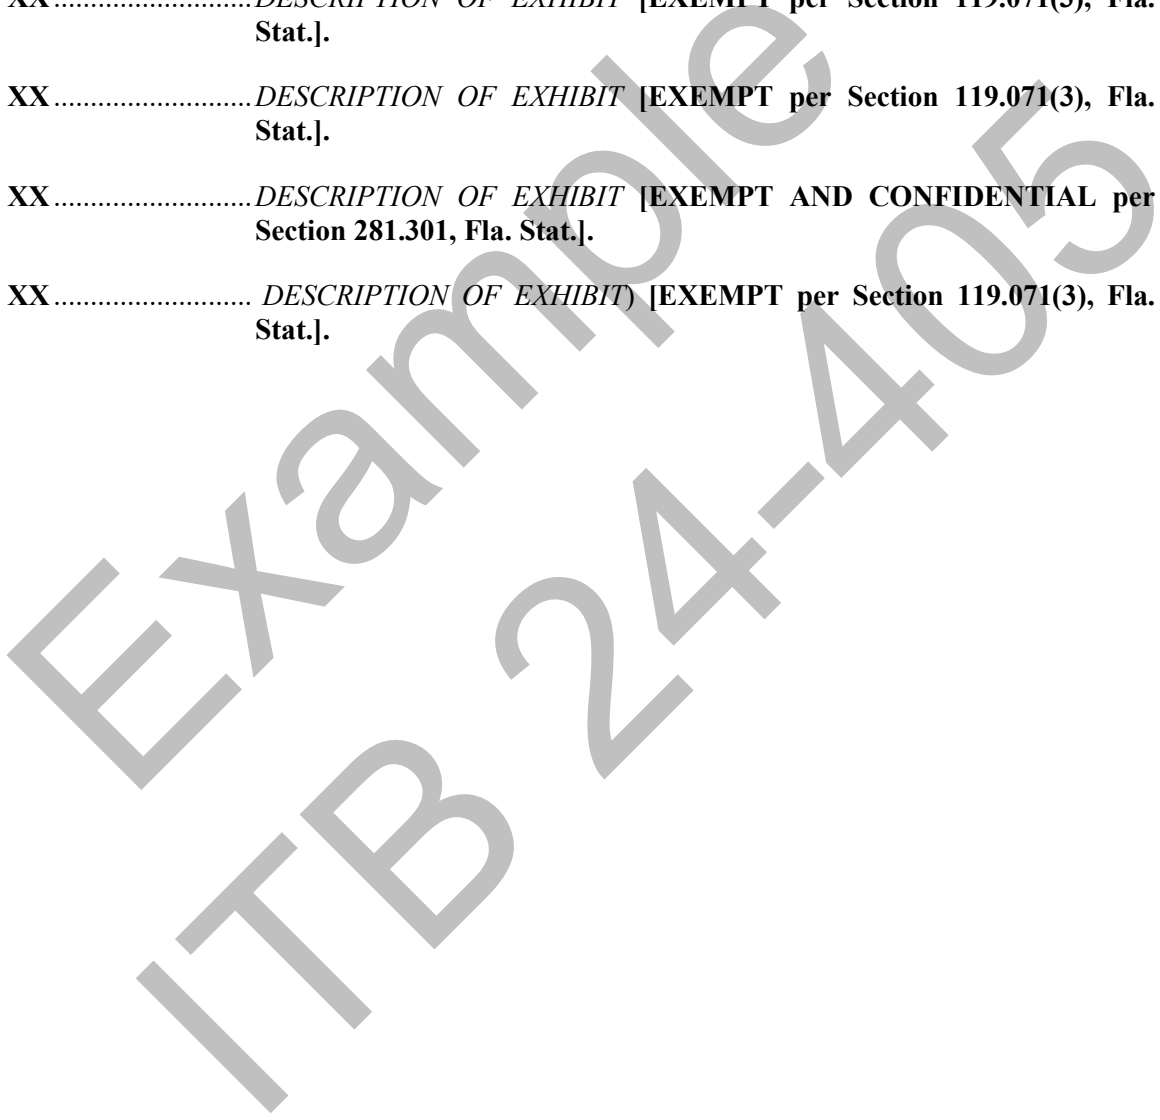 XX...........................DESCRIPTION OF EXHIBIT [EXEMPT per Section 119.071(3), Fla.
Stat.].
XX...........................DESCRIPTION OF EXHIBIT [EXEMPT per Section 119.071(3), Fla.
Stat.].
XX...........................DESCRIPTION OF EXHIBIT [EXEMPT AND CONFIDENTIAL per
Section 281.301, Fla. Stat.].
XX........................... DESCRIPTION OF EXHIBIT) [EXEMPT per Section 119.071(3), Fla.
Stat.].
Example
ITB 24-405